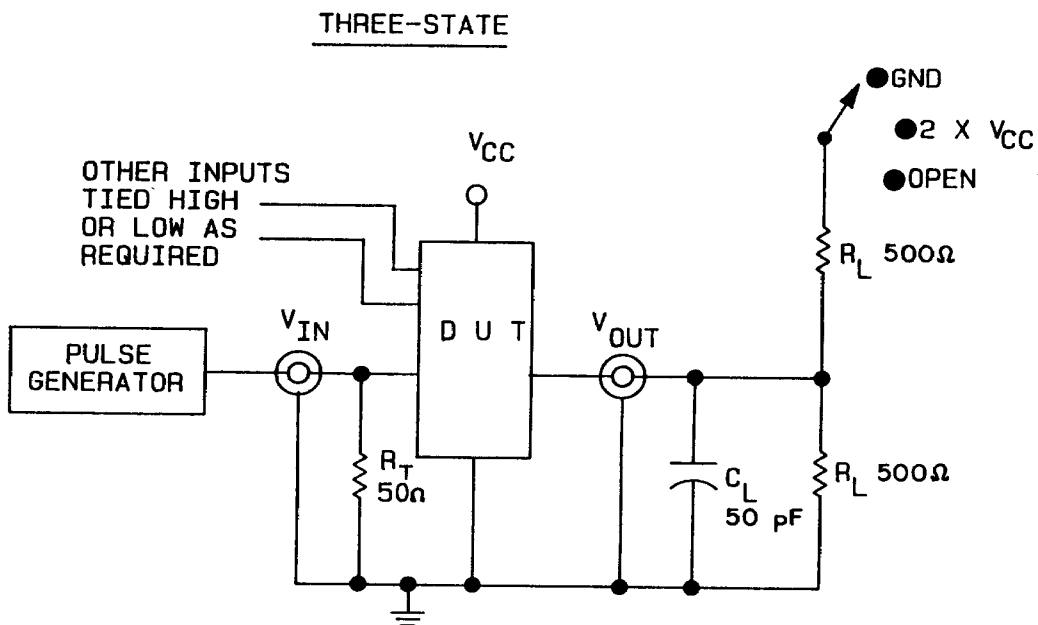 THREE-STATE
GND
2 X VCC
OPEN
VCC
OTHER INPUTS
TIED HIGH
OR LOW AS
REQUIRED
RL 500Ω
VIN
D U T
VOUT
PULSE
GENERATOR
RT
50Ω
CL
50 pF
RL 500Ω